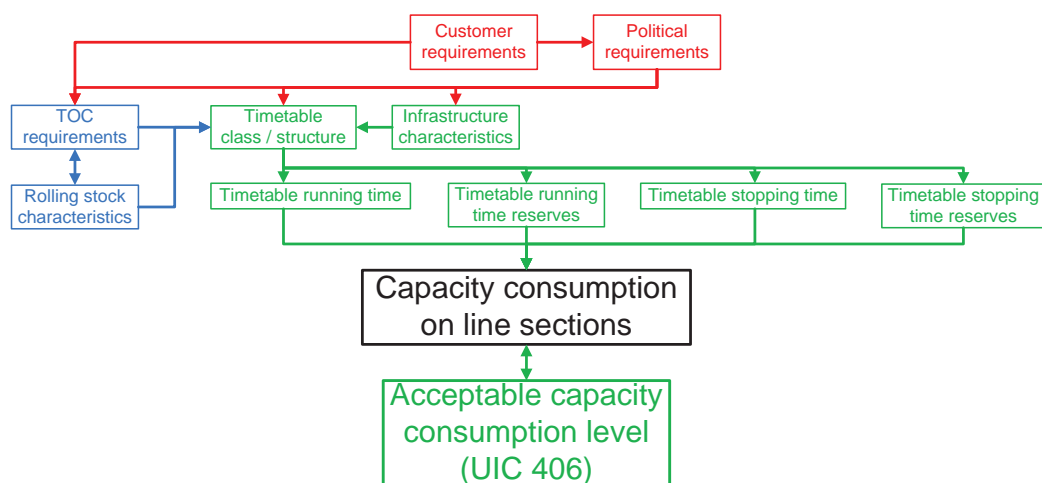 Customer
requirements
Political
requirements
TOC
requirements
Timetable
class / structure
Infrastructure
characteristics
Rolling stock
characteristics
Timetable running time
Timetable running
time reserves
Timetable stopping time
Timetable stopping
time reserves
Capacity consumption
on line sections
Acceptable capacity
consumption level
(UIC 406)